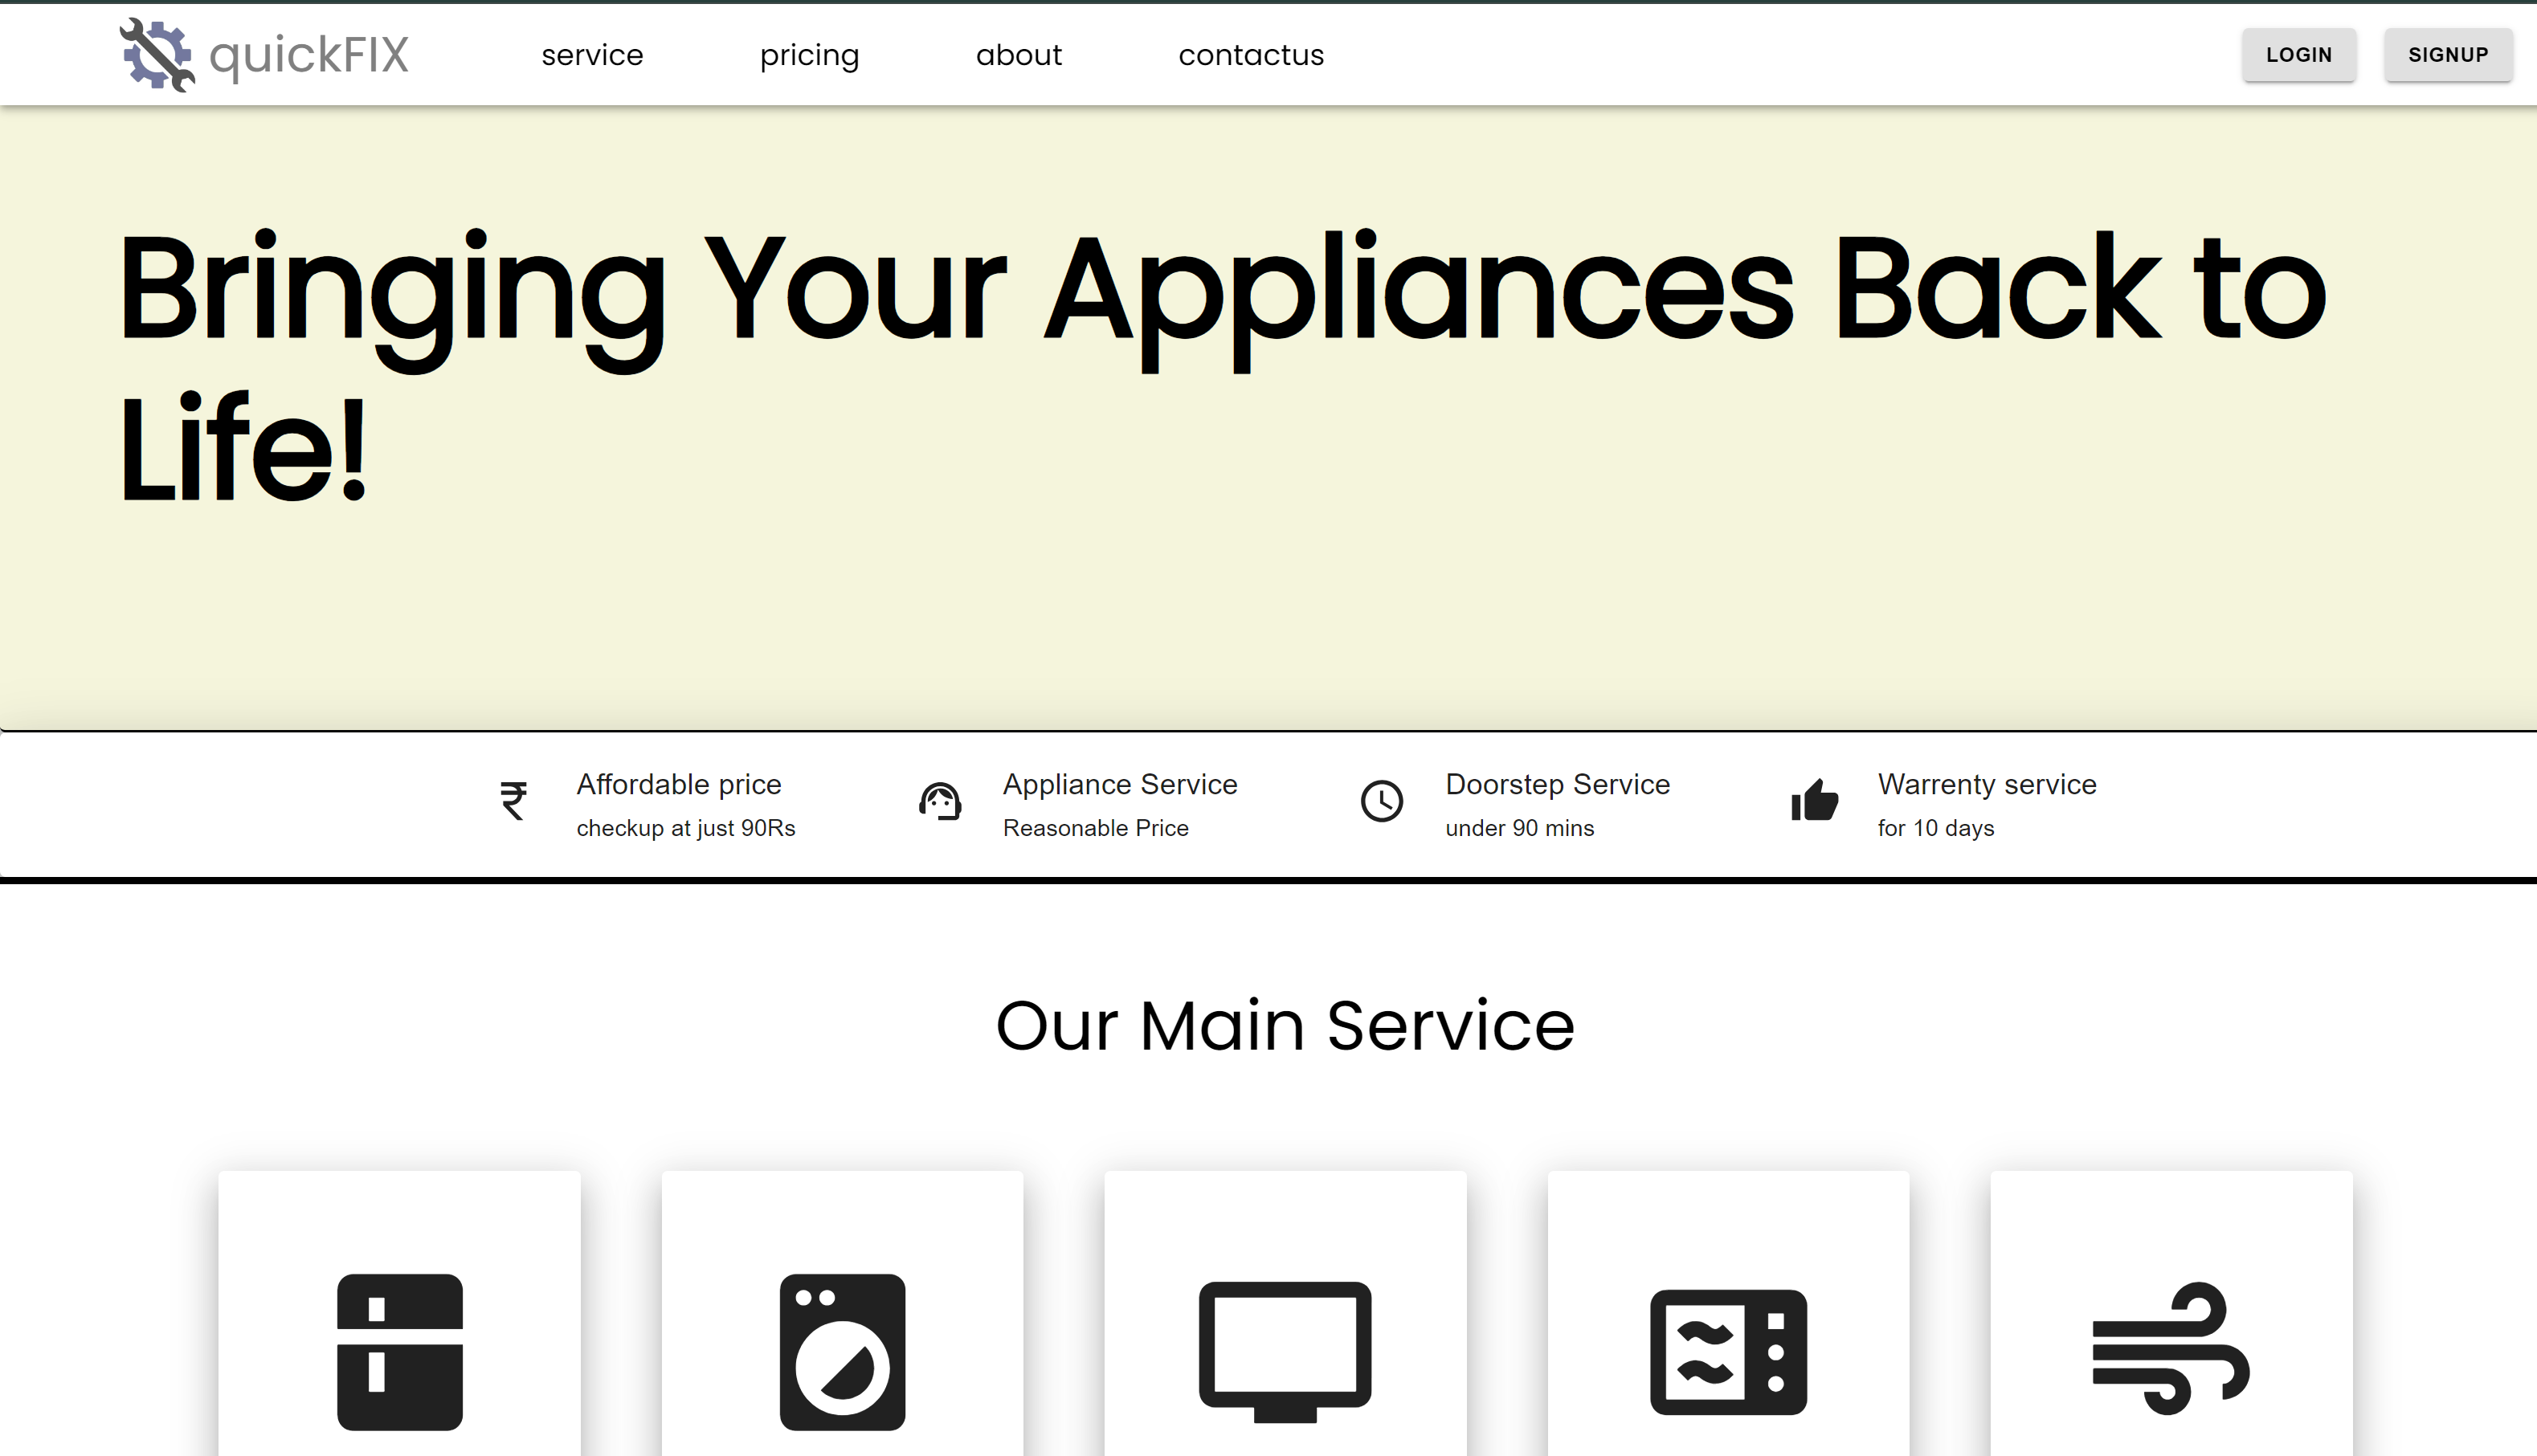 quickFIX
service
pricing
about
contactus
LOGIN
SIGNUP
Bringing Your Appliances Back to
Life!
Affordable price
checkup at just 90Rs
Appliance Service
Reasonable Price
Doorstep Service
under 90 mins
Warrenty service
for 10 days
Our Main Service